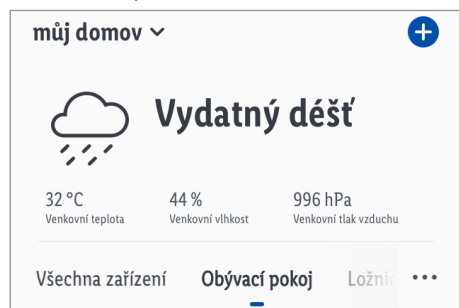 můj domov
Vydatný déšť
32 °C 44 % 996 hPa
Venkovní teplota Venkovní vlhkost Venkovní tlak vzduchu
Všechna zařízení Obývací pokoj Ložnic